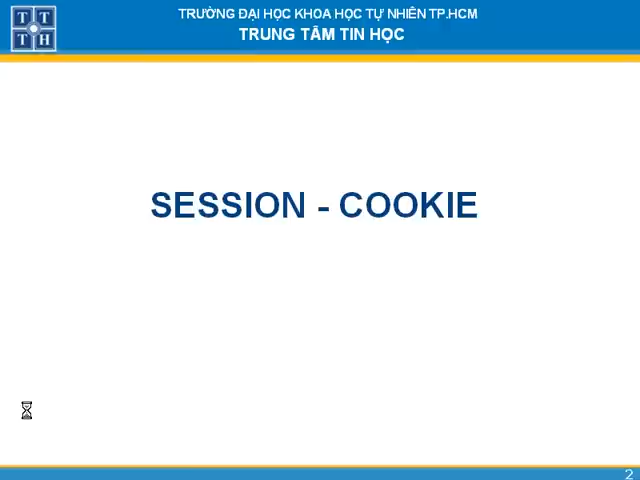 TRƯỜNG ĐẠI HỌC KHOA HỌC TỰ NHIÊN TP.HCM
TRUNG TÂM TIN HỌC
T T
T H
SESSION - COOKIE
2